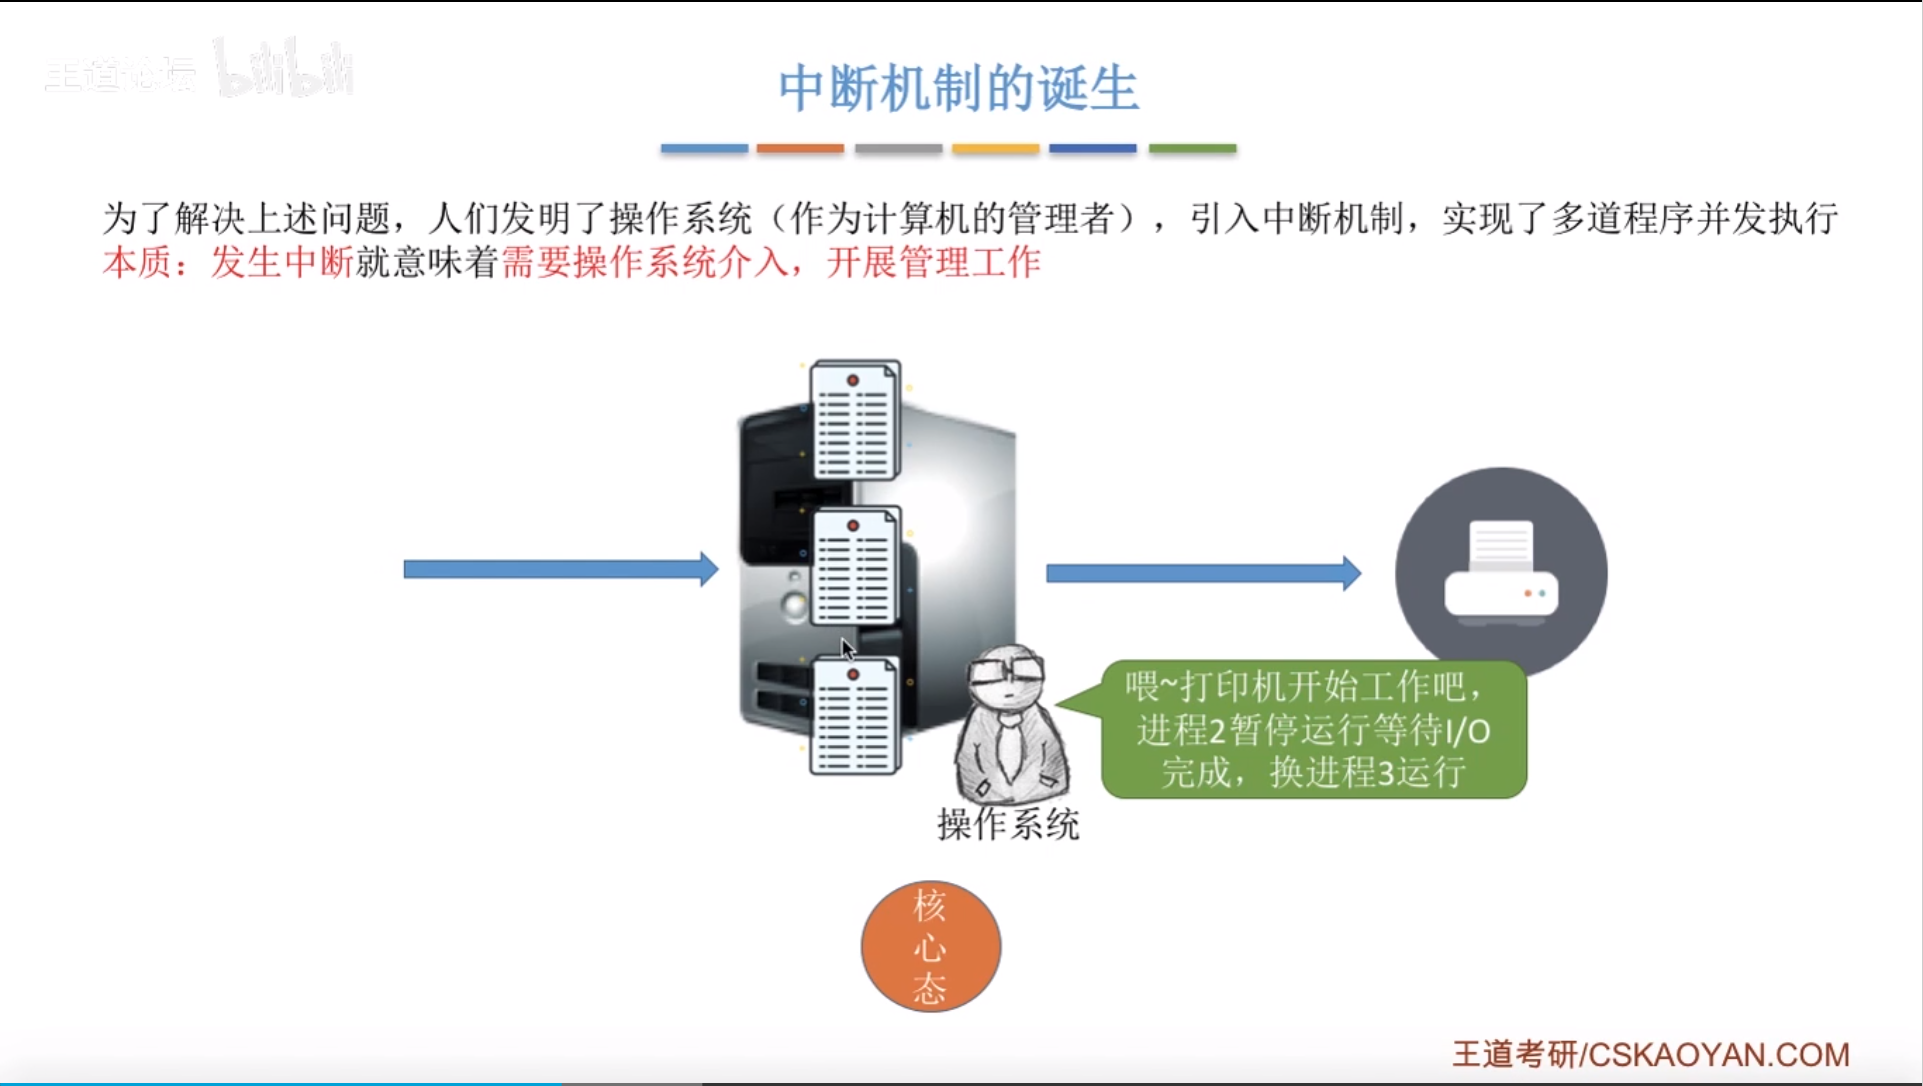 王道论坛 bilibili
中断机制的诞生
为了解决上述问题，人们发明了操作系统（作为计算机的管理者），引入中断机制，实现了多道程序并发执行
本质：发生中断就意味着需要操作系统介入，开展管理工作
喂~打印机开始工作吧，
进程2暂停运行等待I/O
完成，换进程3运行
操作系统
核
心
态
王道考研/CSKAOYAN.COM